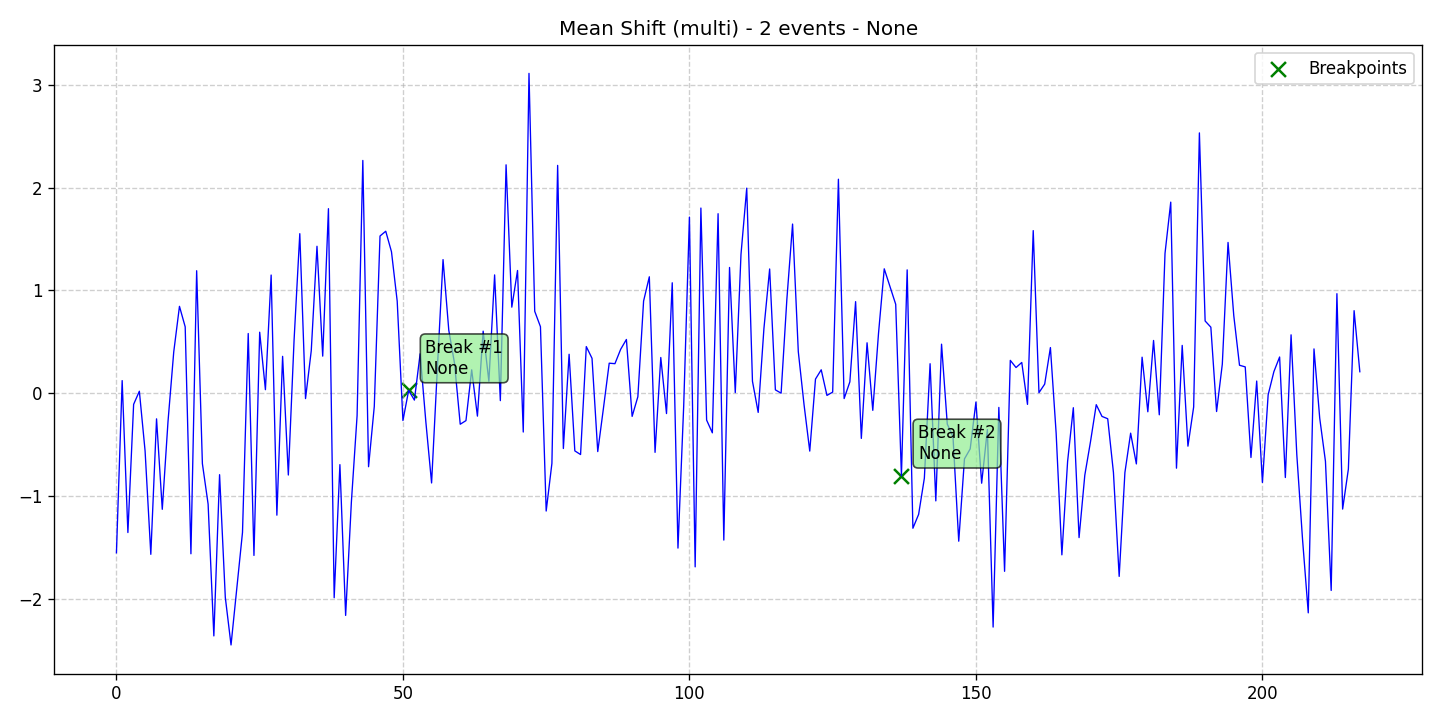 Mean Shift (multi) - 2 events - None
Breakpoints
3
2
1
0
−1
−2
Break #1
None
Break #2
None
0
50
100
150
200